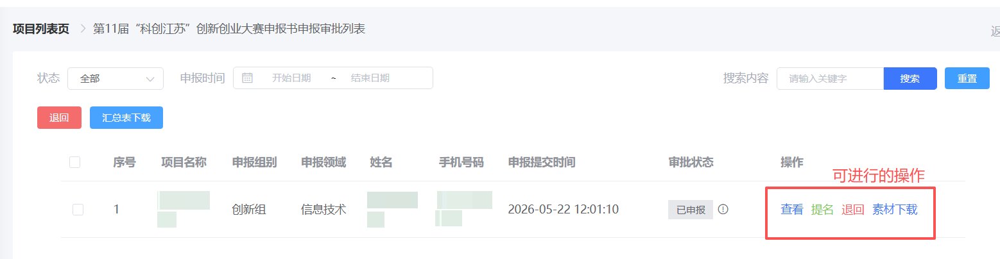 项目列表页 > 第11届“科创江苏”创新创业大赛申报书申报审批列表
返
状态 全部 申报时间 开始日期 ~ 结束日期 搜索内容 请输入关键字 搜索 重置
退回 汇总表下载
序号 项目名称 申报组别 申报领域 姓名 手机号码 申报提交时间 审批状态 操作
可进行的操作
1 创新组 信息技术 2026-05-22 12:01:10 已申报 查看 提名 退回 素材下载